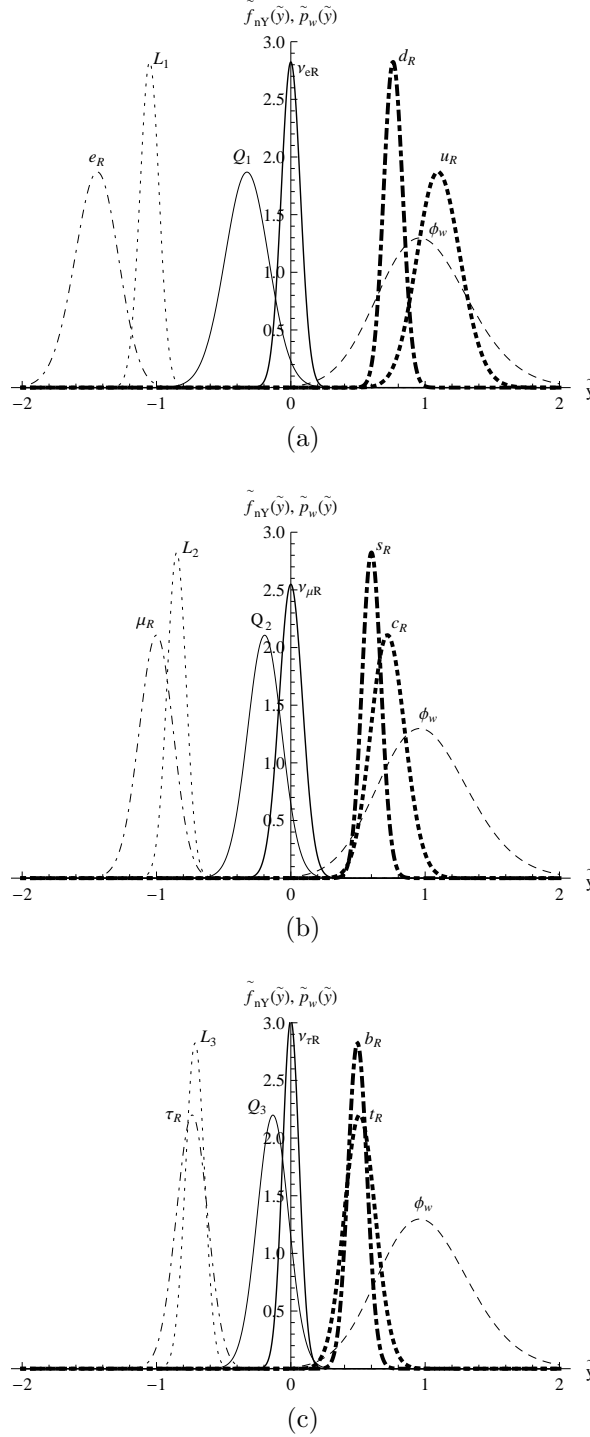 f̃nY(ỹ), p̃w(ỹ)
3.0
L1
dR
νeR
2.5
eR
Q1
2.0
uR
1.5
ϕw
1.0
0.5
−2 −1 0 1 2
(a)
f̃nY(ỹ), p̃w(ỹ)
3.0
L2
sR
2.5
νμR
μR
Q2
cR
2.0
1.5
ϕw
1.0
0.5
−2 −1 0 1 2
(b)
f̃nY(ỹ), p̃w(ỹ)
3.0
L3
ντR
bR
2.5
τR
Q3
tR
2.0
1.5
ϕw
1.0
0.5
−2 −1 0 1 2
(c)